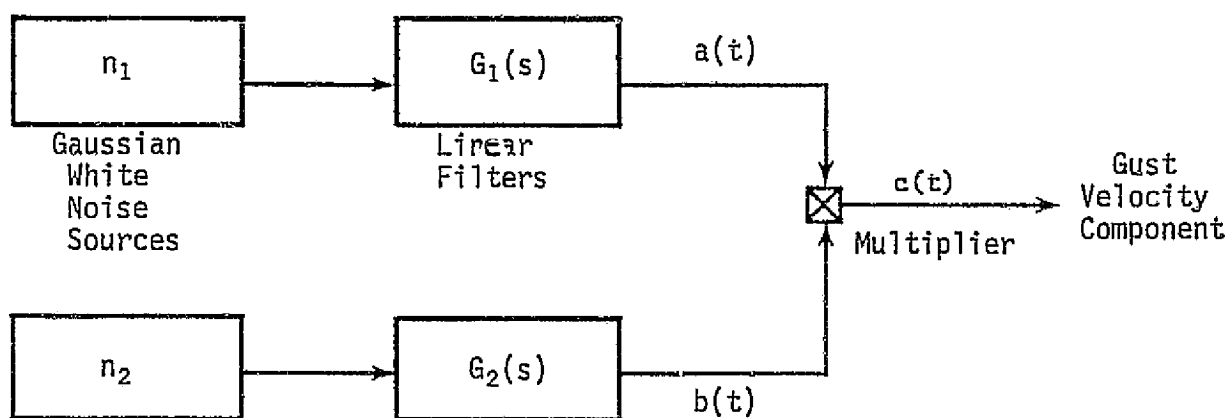 n₁
G₁(s)
a(t)
Gaussian
White
Noise
Sources
Linear
Filters
c(t)
Gust
Velocity
Component
Multiplier
n₂
G₂(s)
b(t)